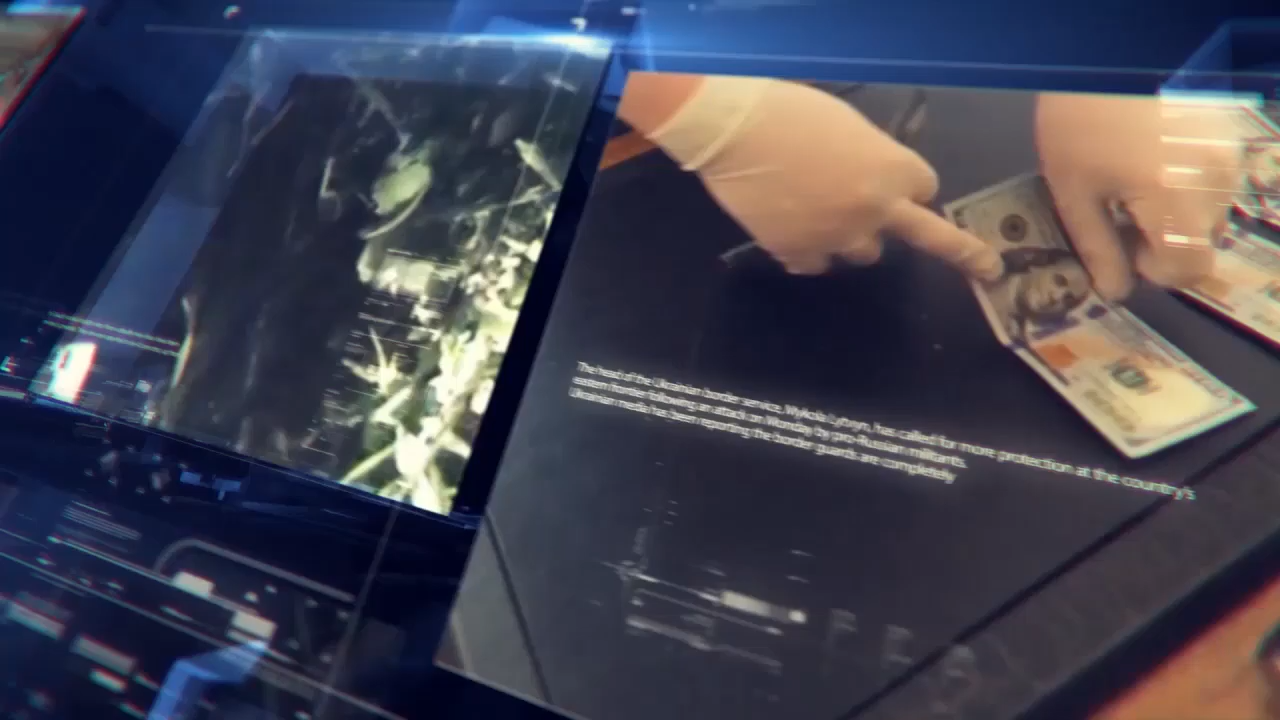 The head of the Ukrainian border service, Mykola Lytvyn, has called for more protection at the country's
eastern frontier following an attack on Monday by pro-Russian militants.
Ukrainian media has been reporting the border guards are completely